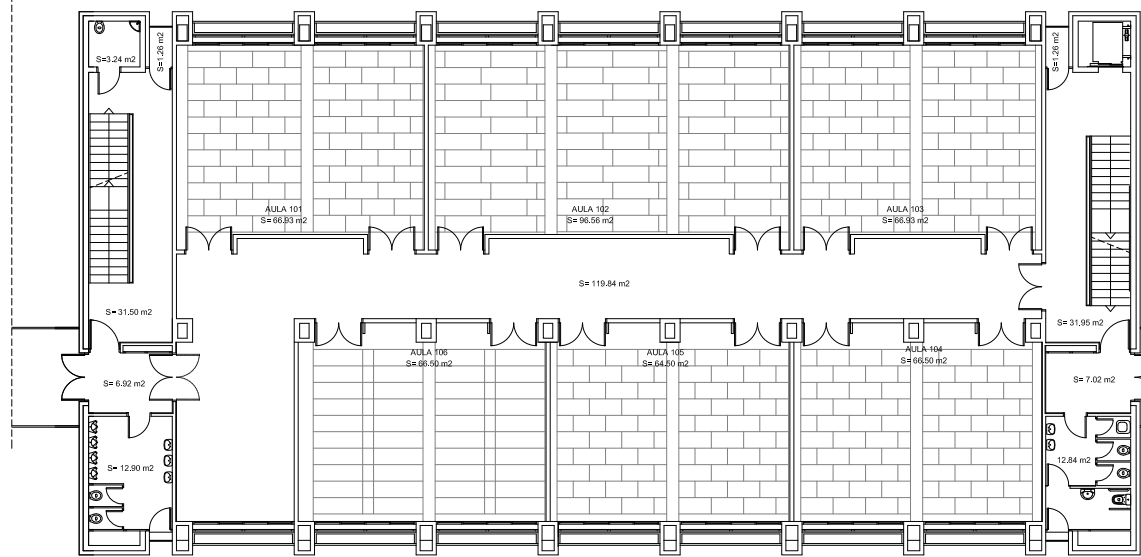 S=3.24 m2
S=1.26 m2
S=1.26 m2
AULA 101
S= 66.93 m2
AULA 102
S= 96.56 m2
AULA 103
S= 66.93 m2
S= 119.84 m2
S= 31.50 m2
S= 31.95 m2
AULA 106
S= 66.50 m2
AULA 105
S= 64.50 m2
AULA 104
S= 66.50 m2
S= 6.92 m2
S= 7.02 m2
S= 12.90 m2
12.84 m2